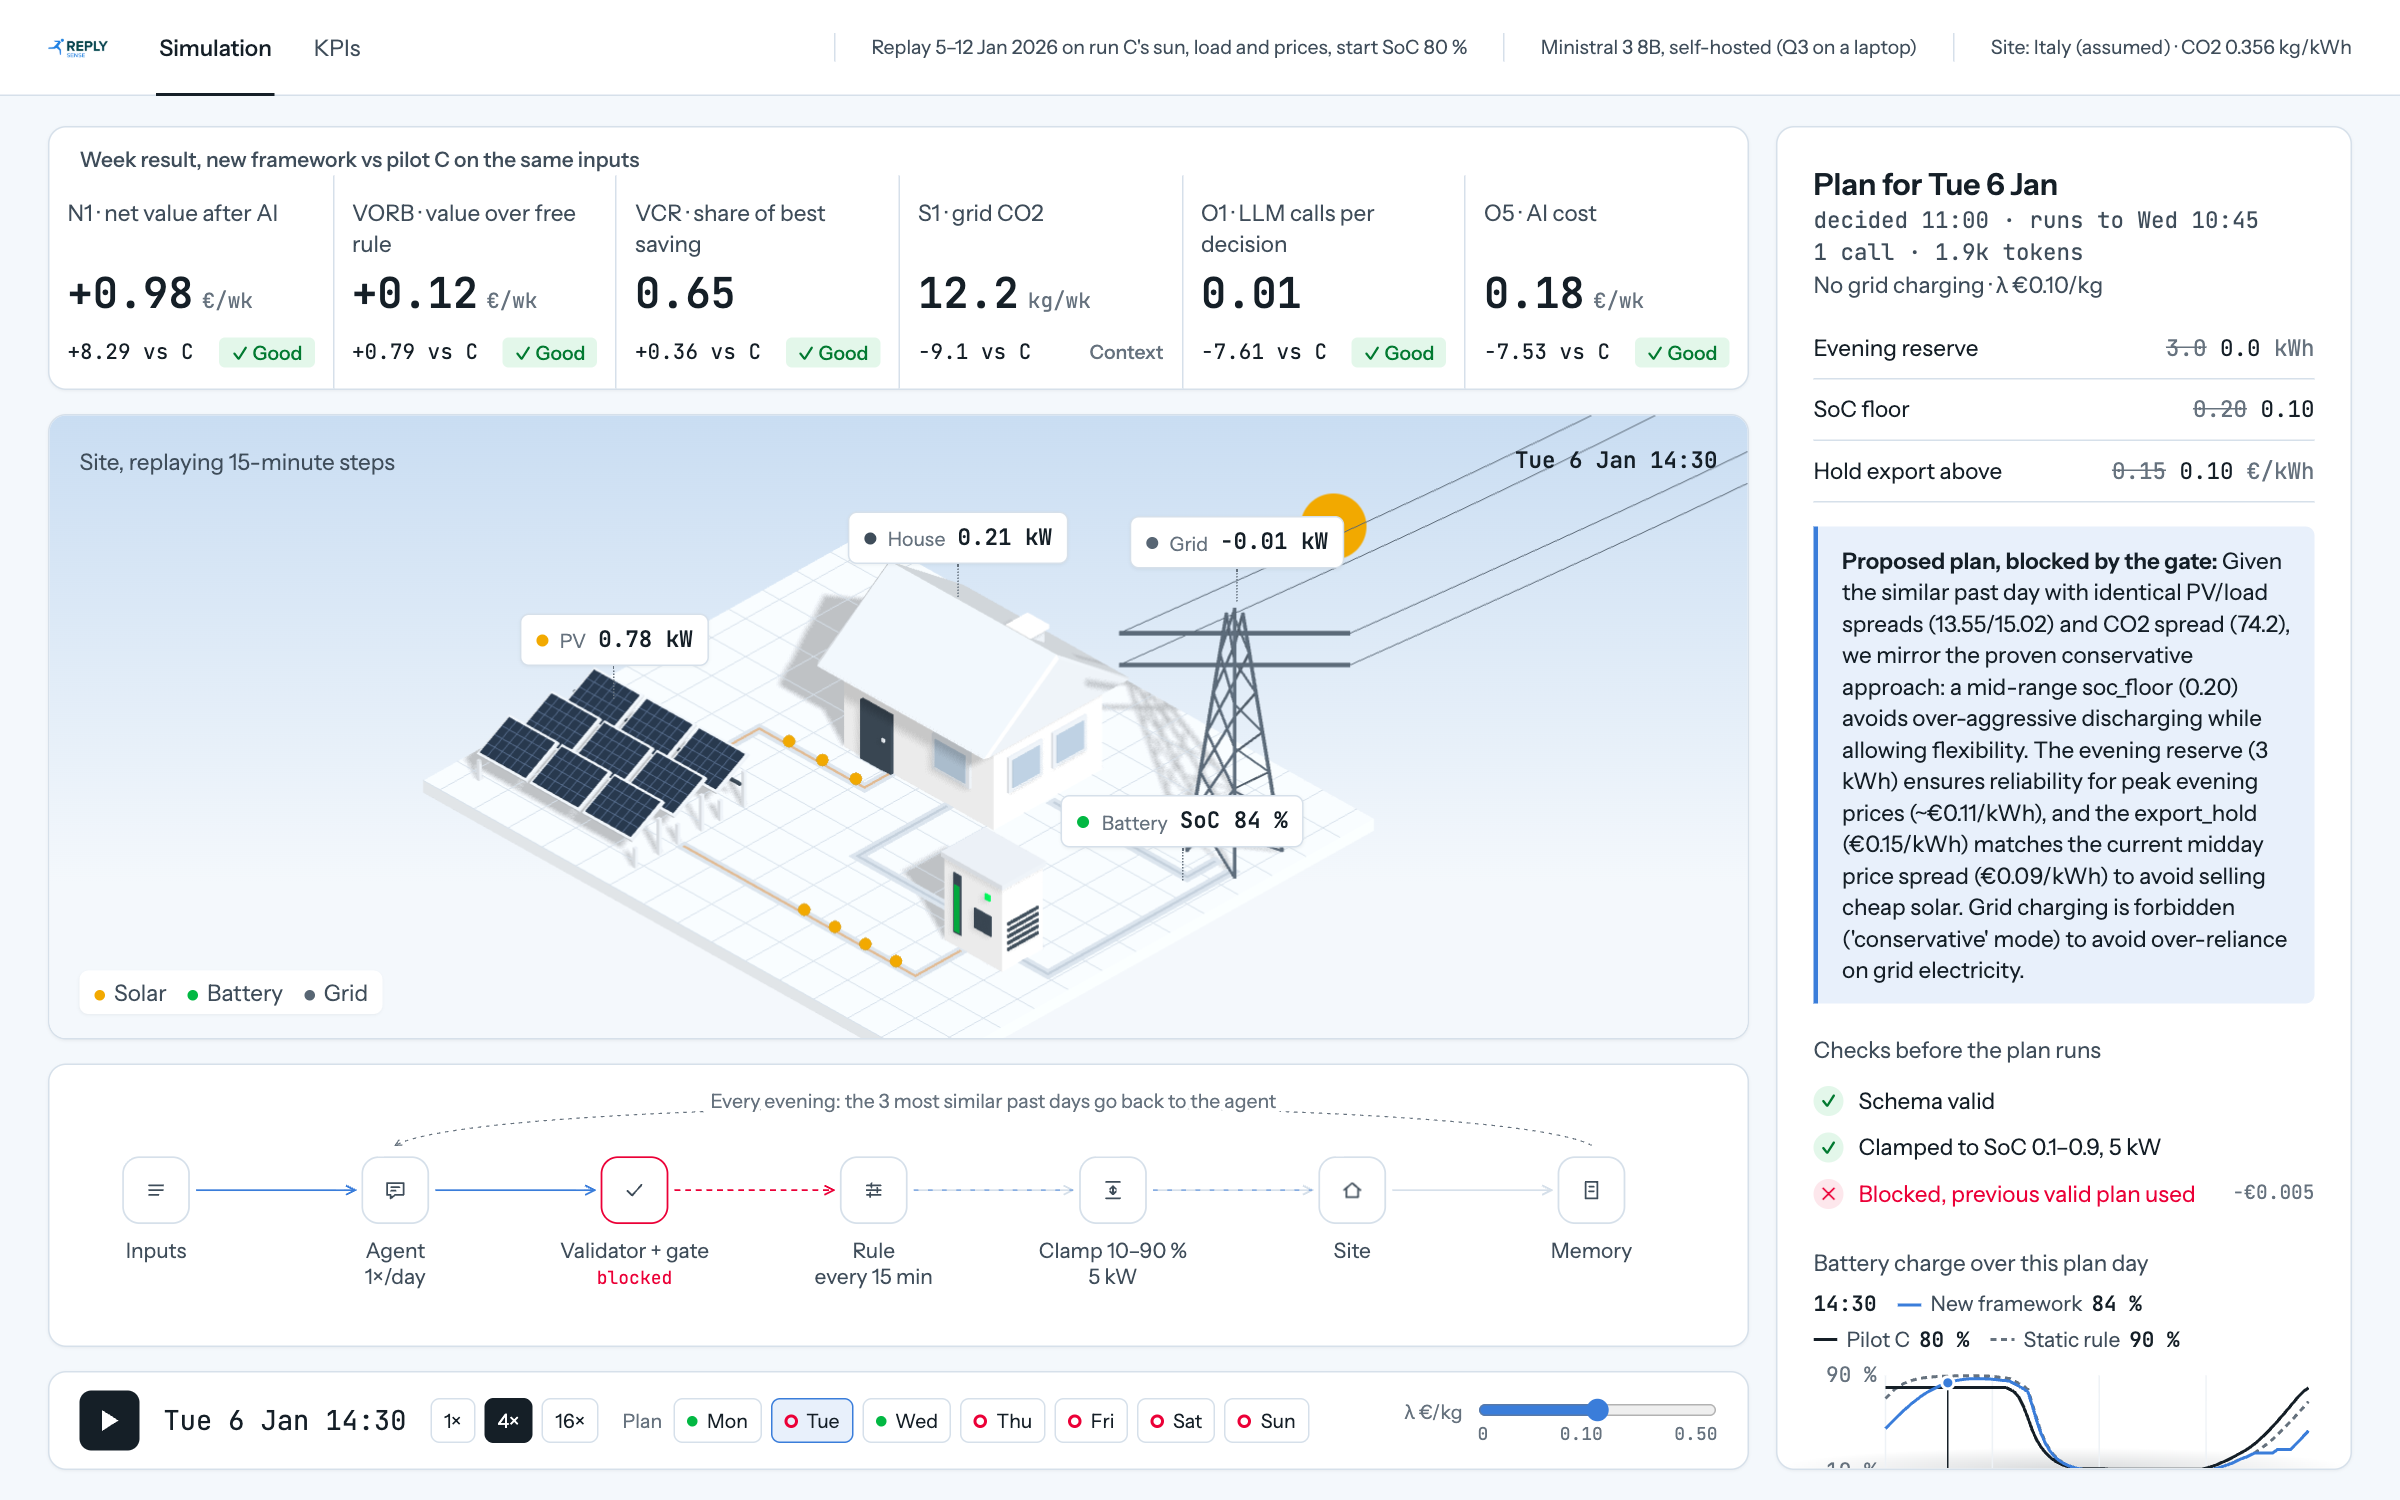 REPLY
SENSE
Simulation
KPIs
Replay 5–12 Jan 2026 on run C's sun, load and prices, start SoC 80 %
Ministral 3 8B, self-hosted (Q3 on a laptop)
Site: Italy (assumed) · CO2 0.356 kg/kWh
Week result, new framework vs pilot C on the same inputs
N1 · net value after AI
+0.98 €/wk
+8.29 vs C
Good
VORB · value over free
rule
+0.12 €/wk
+0.79 vs C
Good
VCR · share of best
saving
0.65
+0.36 vs C
Good
S1 · grid CO2
12.2 kg/wk
-9.1 vs C
Context
O1 · LLM calls per
decision
0.01
-7.61 vs C
Good
O5 · AI cost
0.18 €/wk
-7.53 vs C
Good
Site, replaying 15-minute steps
Tue 6 Jan 14:30
House 0.21 kW
Grid -0.01 kW
PV 0.78 kW
Battery SoC 84 %
Solar
Battery
Grid
Every evening: the 3 most similar past days go back to the agent
Inputs
Agent
1×/day
Validator + gate
blocked
Rule
every 15 min
Clamp 10–90 %
5 kW
Site
Memory
Tue 6 Jan 14:30
1×
4×
16×
Plan
Mon
Tue
Wed
Thu
Fri
Sat
Sun
λ €/kg
0
0.10
0.50
Plan for Tue 6 Jan
decided 11:00 · runs to Wed 10:45
1 call · 1.9k tokens
No grid charging · λ €0.10/kg
Evening reserve 3.0 0.0 kWh
SoC floor 0.20 0.10
Hold export above 0.15 0.10 €/kWh
Proposed plan, blocked by the gate: Given
the similar past day with identical PV/load
spreads (13.55/15.02) and CO2 spread (74.2),
we mirror the proven conservative
approach: a mid-range soc_floor (0.20)
avoids over-aggressive discharging while
allowing flexibility. The evening reserve (3
kWh) ensures reliability for peak evening
prices (~€0.11/kWh), and the export_hold
(€0.15/kWh) matches the current midday
price spread (€0.09/kWh) to avoid selling
cheap solar. Grid charging is forbidden
('conservative' mode) to avoid over-reliance
on grid electricity.
Checks before the plan runs
Schema valid
Clamped to SoC 0.1–0.9, 5 kW
Blocked, previous valid plan used -€0.005
Battery charge over this plan day
14:30 New framework 84 %
Pilot C 80 % Static rule 90 %
90 %